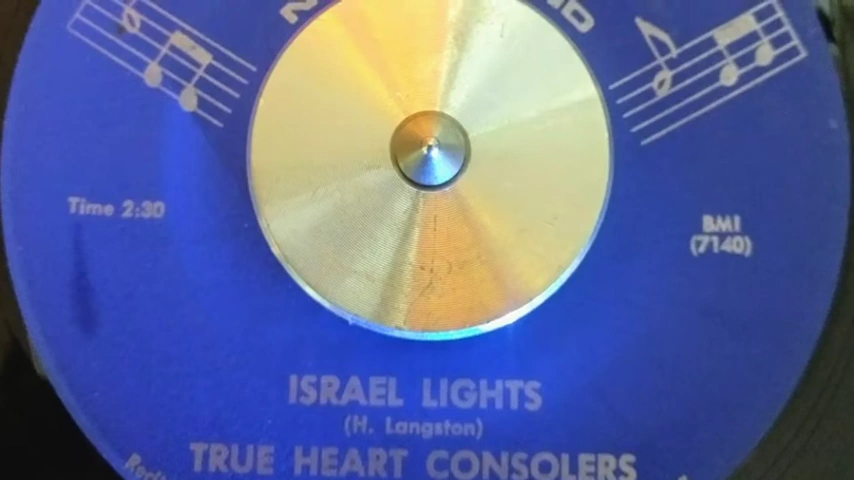 Time 2:30
BMI
(7140)
ISRAEL LIGHTS
(H. Langston)
TRUE HEART CONSOLERS